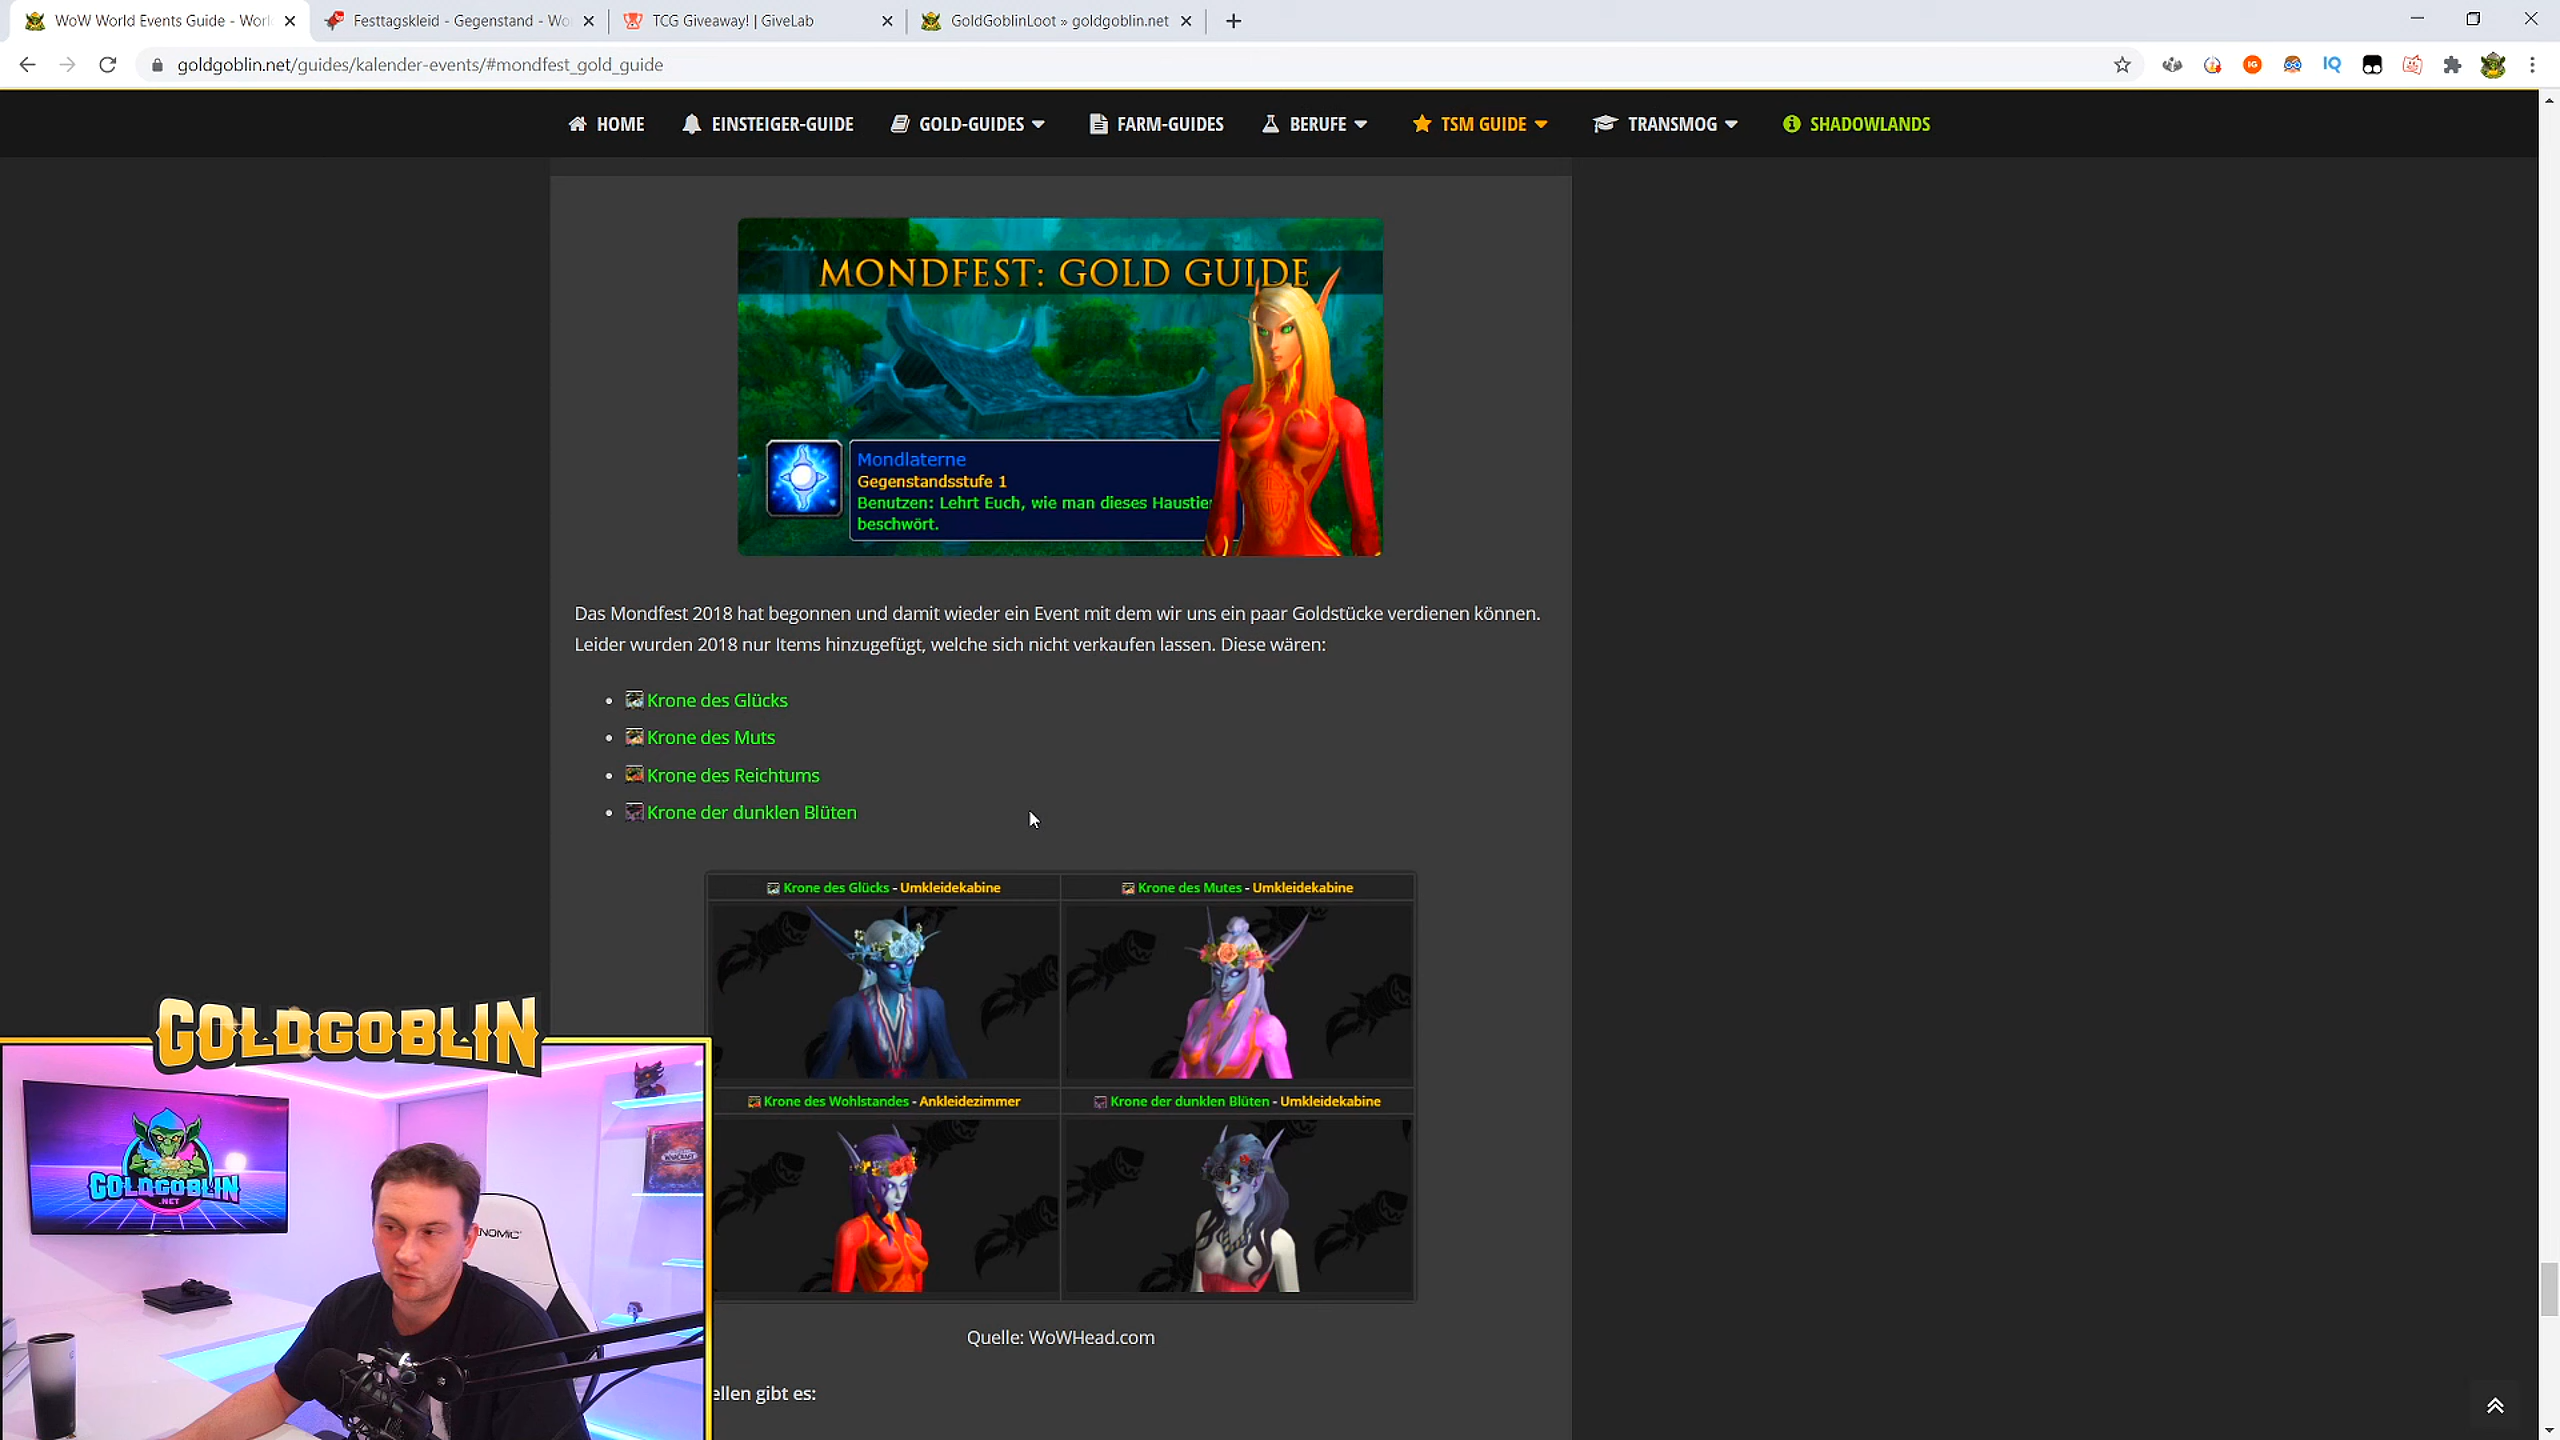 WoW World Events Guide - Worl
Festtagskleid - Gegenstand - Wo
TCG Giveaway! | GiveLab
GoldGoblinLoot » goldgoblin.net
goldgoblin.net/guides/kalender-events/#mondfest_gold_guide
IQ
HOME
EINSTEIGER-GUIDE
GOLD-GUIDES
FARM-GUIDES
BERUFE
TSM GUIDE
TRANSMOG
SHADOWLANDS
MONDFEST: GOLD GUIDE
Mondlaterne
Gegenstandsstufe 1
Benutzen: Lehrt Euch, wie man dieses Haustier
beschwört.
Das Mondfest 2018 hat begonnen und damit wieder ein Event mit dem wir uns ein paar Goldstücke verdienen können.
Leider wurden 2018 nur Items hinzugefügt, welche sich nicht verkaufen lassen. Diese wären:
Krone des Glücks
Krone des Muts
Krone des Reichtums
Krone der dunklen Blüten
Krone des Glücks - Umkleidekabine
Krone des Mutes - Umkleidekabine
Krone des Wohlstandes - Ankleidezimmer
Krone der dunklen Blüten - Umkleidekabine
Quelle: WoWHead.com
ellen gibt es:
GOLDGOBLIN
GOLDGOBLIN
.NET
NOMIC
WARCRAFT